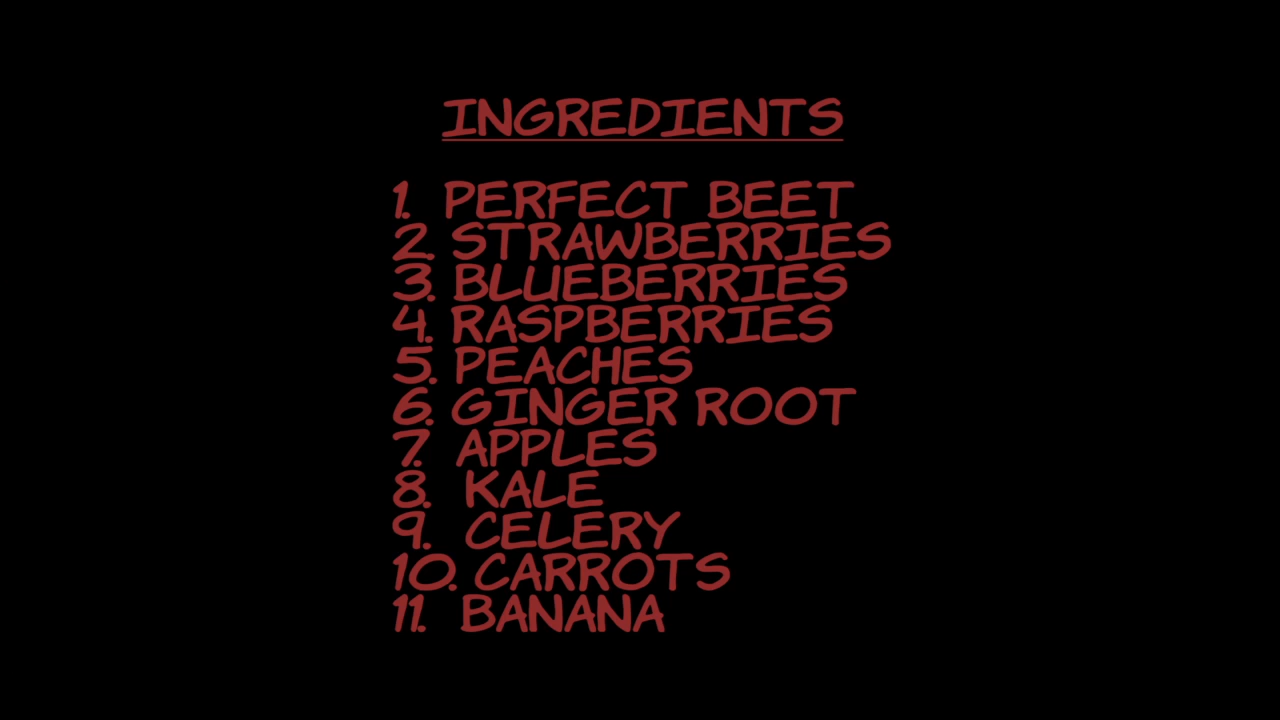 INGREDIENTS
1. PERFECT BEET
2. STRAWBERRIES
3. BLUEBERRIES
4. RASPBERRIES
5. PEACHES
6. GINGER ROOT
7. APPLES
8. KALE
9. CELERY
10. CARROTS
11. BANANA